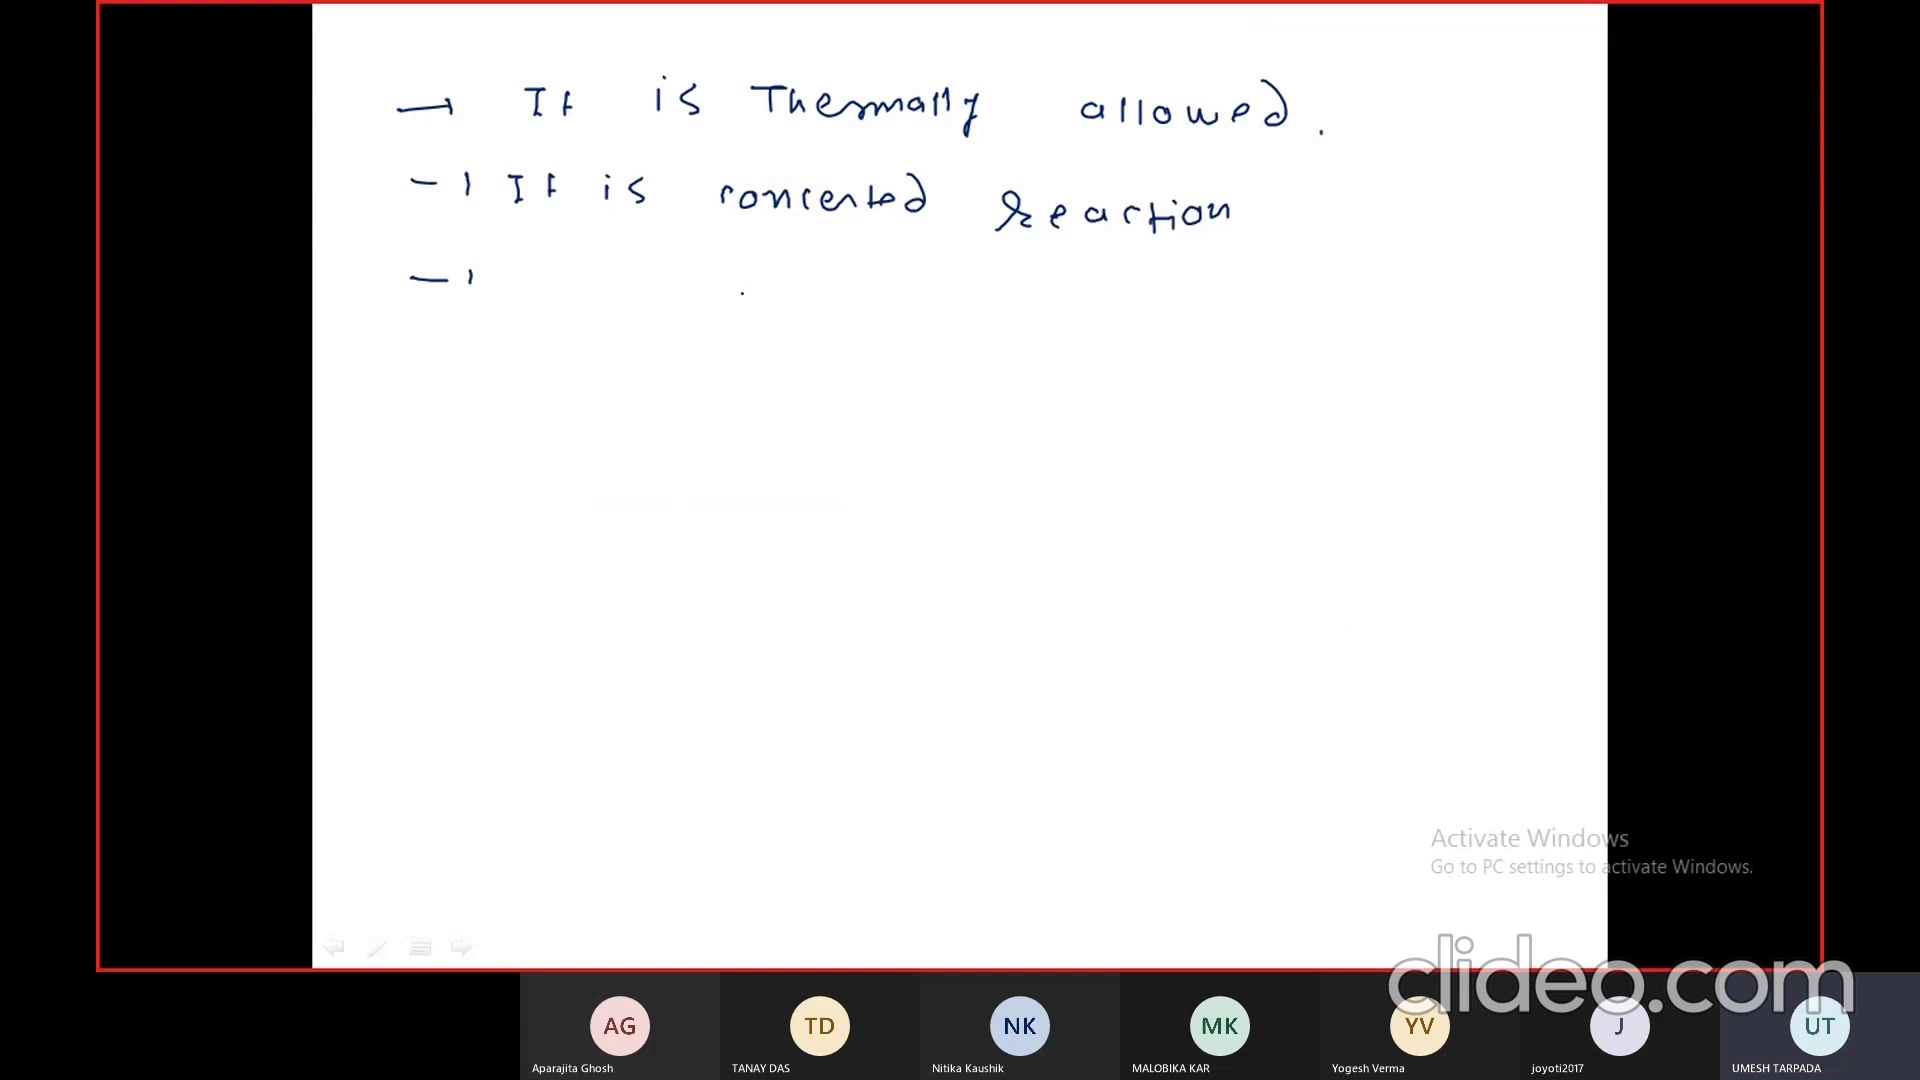 → It is Thermally allowed.
→ It is concerted Reaction
→
Activate Windows
Go to PC settings to activate Windows.
clideo.com
AG TD NK MK YV J UT
Aparajita Ghosh TANAY DAS Nitika Kaushik MALOBIKA KAR Yogesh Verma joyoti2017 UMESH TARPADA